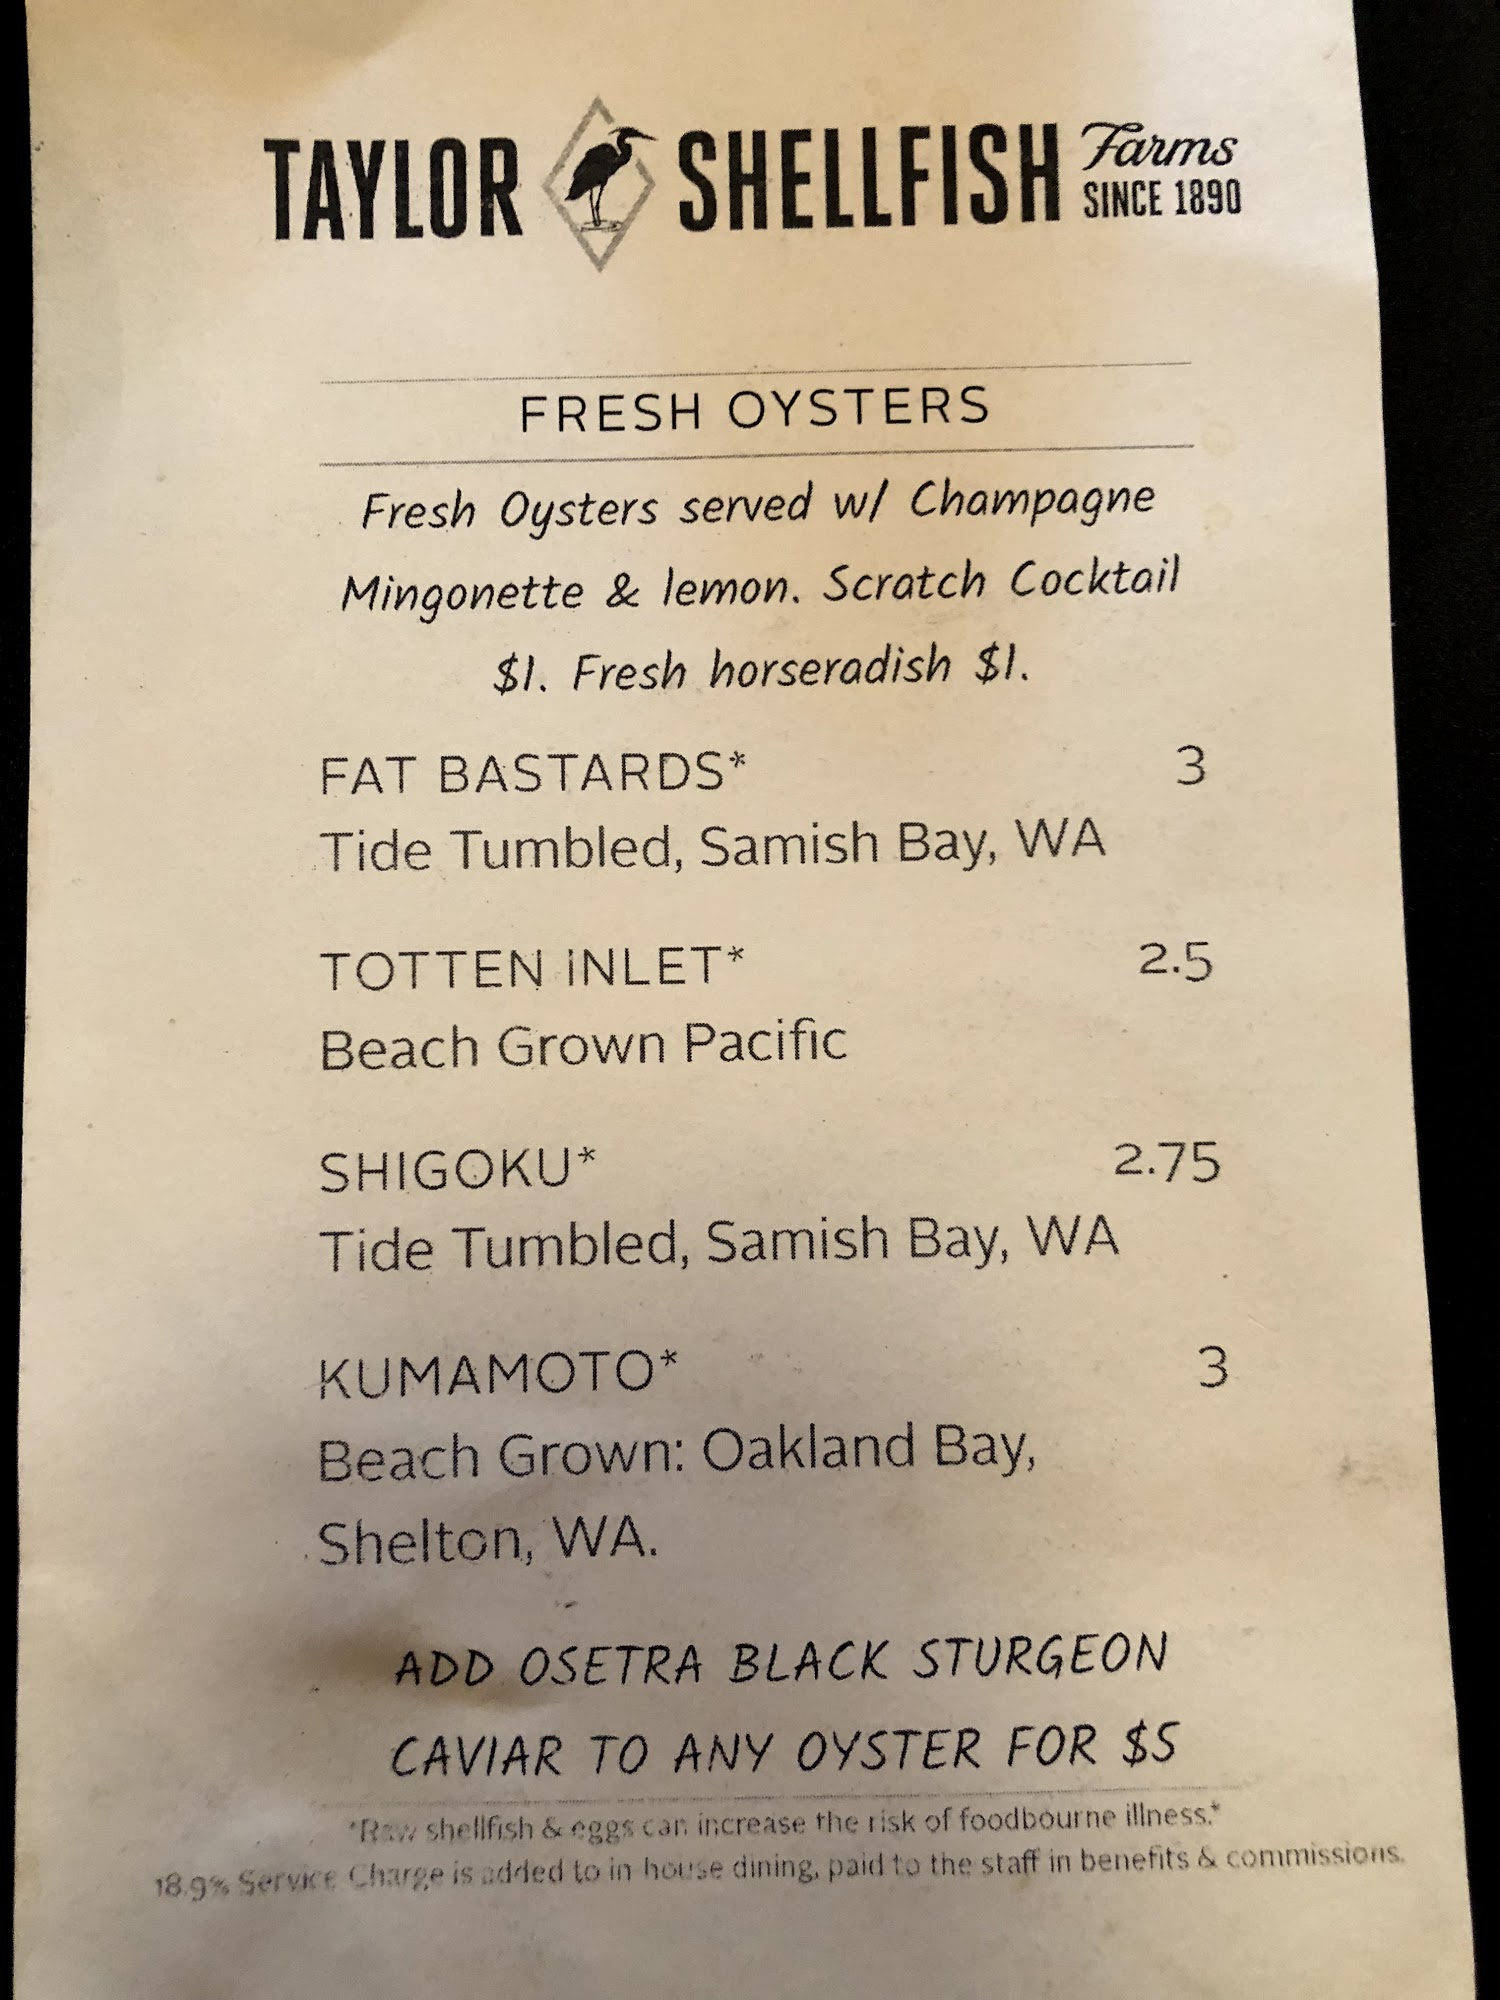 TAYLOR SHELLFISH Farms
SINCE 1890
FRESH OYSTERS
Fresh Oysters served w/ Champagne
Mingonette & lemon. Scratch Cocktail
$1. Fresh horseradish $1.
FAT BASTARDS* 3
Tide Tumbled, Samish Bay, WA
TOTTEN iNLET* 2.5
Beach Grown Pacific
SHIGOKU* 2.75
Tide Tumbled, Samish Bay, WA
KUMAMOTO* 3
Beach Grown: Oakland Bay,
Shelton, WA.
ADD OSETRA BLACK STURGEON
CAVIAR TO ANY OYSTER FOR $5
*Raw shellfish & eggs can increase the risk of foodbourne illness.*
18.9% Service Charge is added to in house dining, paid to the staff in benefits & commissions.